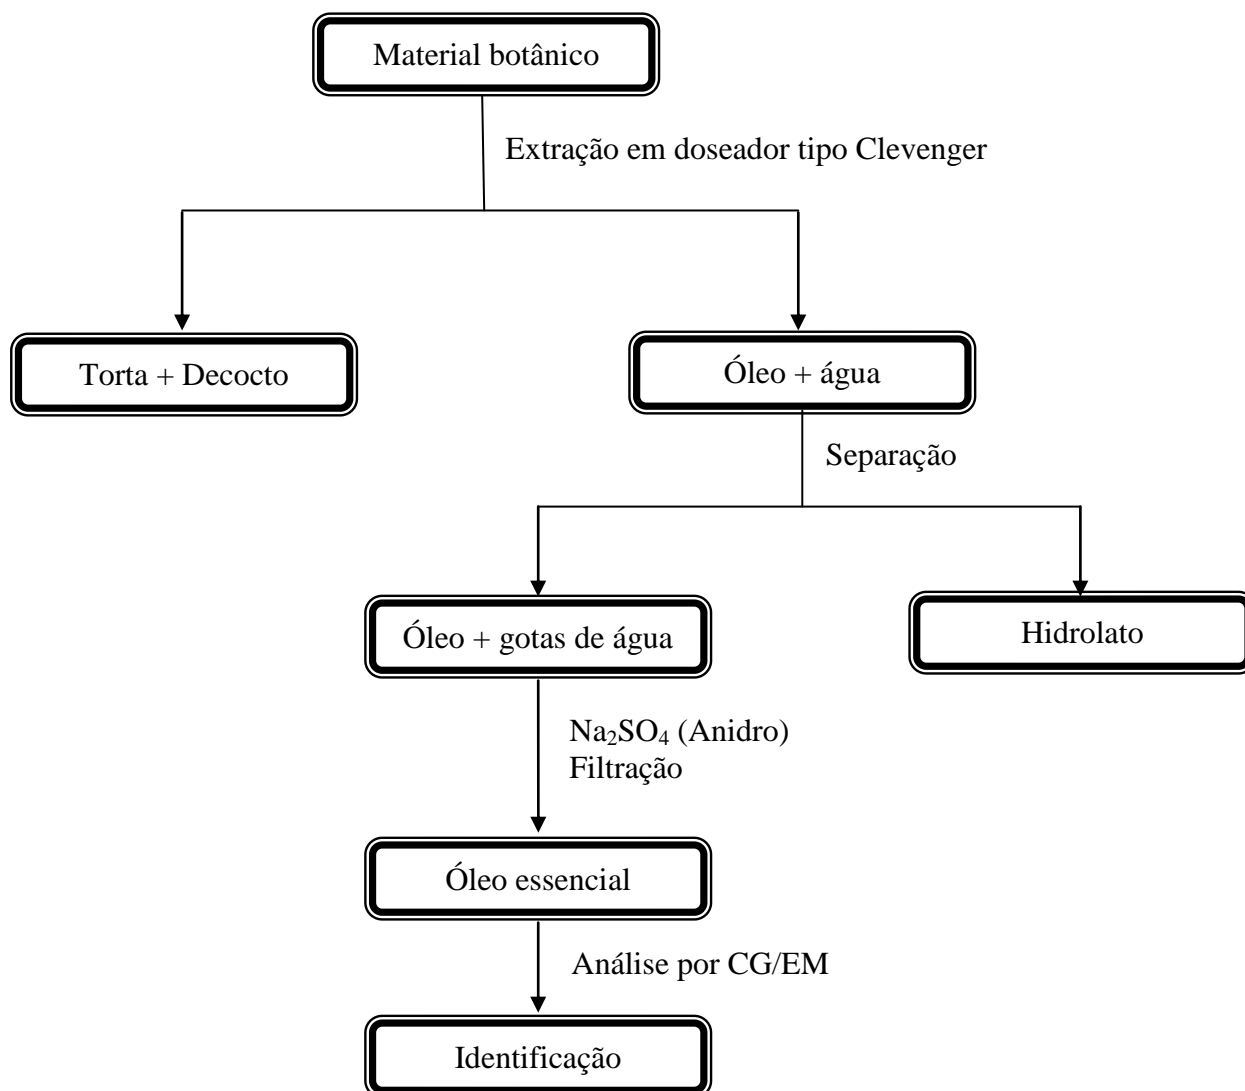 Material botânico
Extração em doseador tipo Clevenger
Torta + Decocto
Óleo + água
Separação
Óleo + gotas de água
Hidrolato
Na₂SO₄ (Anidro)
Filtração
Óleo essencial
Análise por CG/EM
Identificação